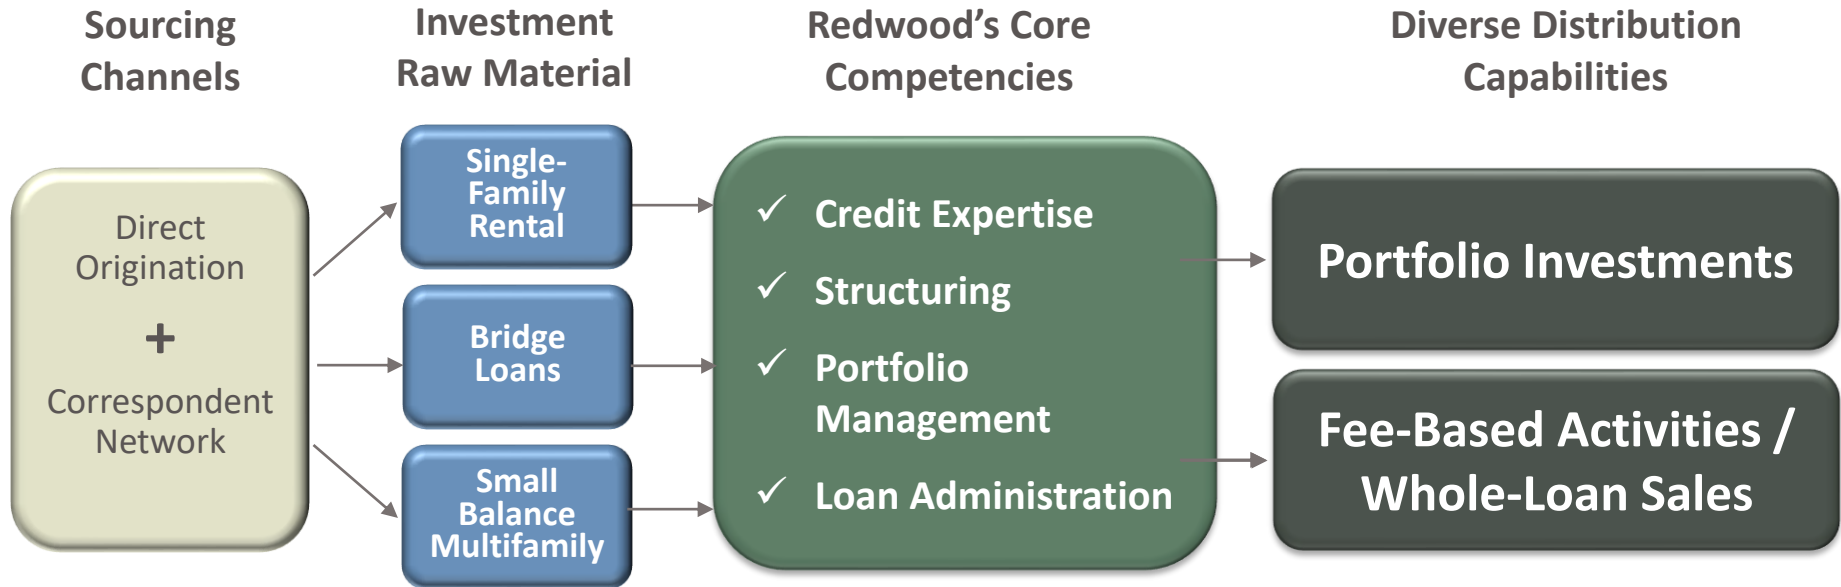 Sourcing
Channels
Investment
Raw Material
Redwood’s Core
Competencies
Diverse Distribution
Capabilities
Direct
Origination
+
Correspondent
Network
Single-
Family
Rental
Bridge
Loans
Small
Balance
Multifamily
✓ Credit Expertise
✓ Structuring
✓ Portfolio
Management
✓ Loan Administration
Portfolio Investments
Fee-Based Activities /
Whole-Loan Sales